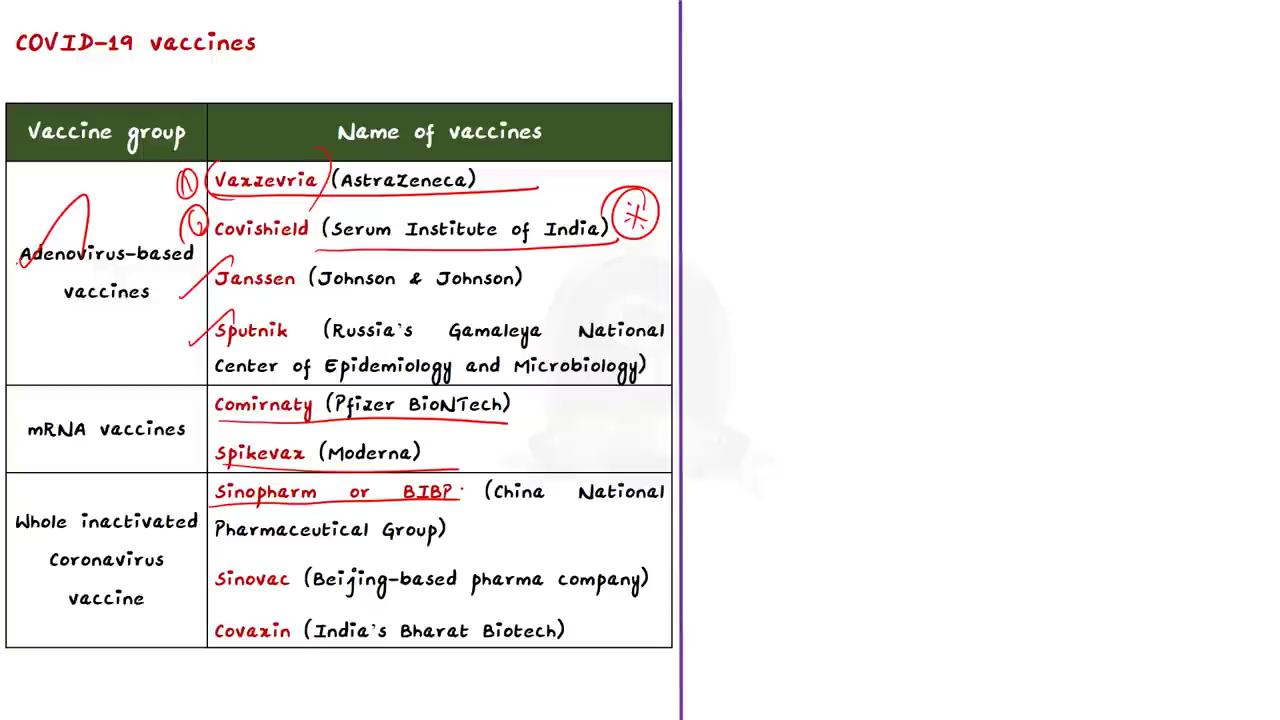 COVID-19 vaccines
Vaccine group
Name of vaccines
Adenovirus-based
vaccines
Vaxzevria (AstraZeneca)
Covishield (Serum Institute of India)
Janssen (Johnson & Johnson)
Sputnik (Russia's Gamaleya National
Center of Epidemiology and Microbiology)
mRNA vaccines
Comirnaty (Pfizer BioNTech)
Spikevax (Moderna)
Whole inactivated
Coronavirus
vaccine
Sinopharm or BIBP (China National
Pharmaceutical Group)
Sinovac (Beijing-based pharma company)
Covaxin (India's Bharat Biotech)